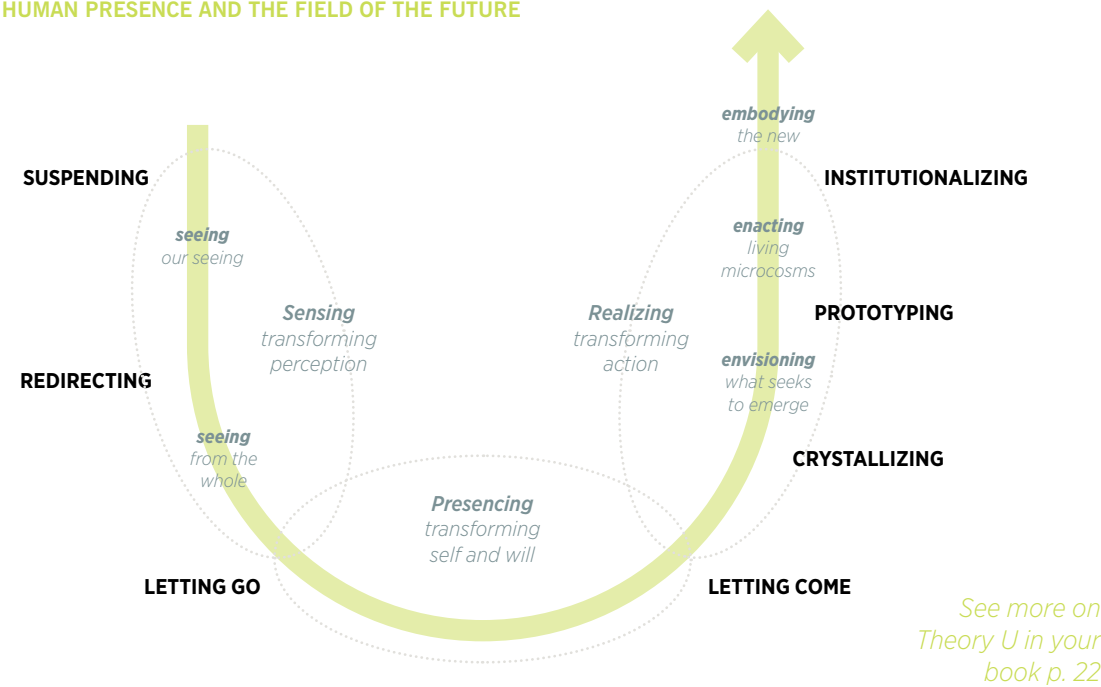 HUMAN PRESENCE AND THE FIELD OF THE FUTURE
embodying
the new
SUSPENDING
INSTITUTIONALIZING
seeing
our seeing
enacting
living
microcosms
Sensing
transforming
perception
Realizing
transforming
action
PROTOTYPING
REDIRECTING
envisioning
what seeks
to emerge
seeing
from the
whole
CRYSTALLIZING
Presencing
transforming
self and will
LETTING GO
LETTING COME
See more on
Theory U in your
book p. 22